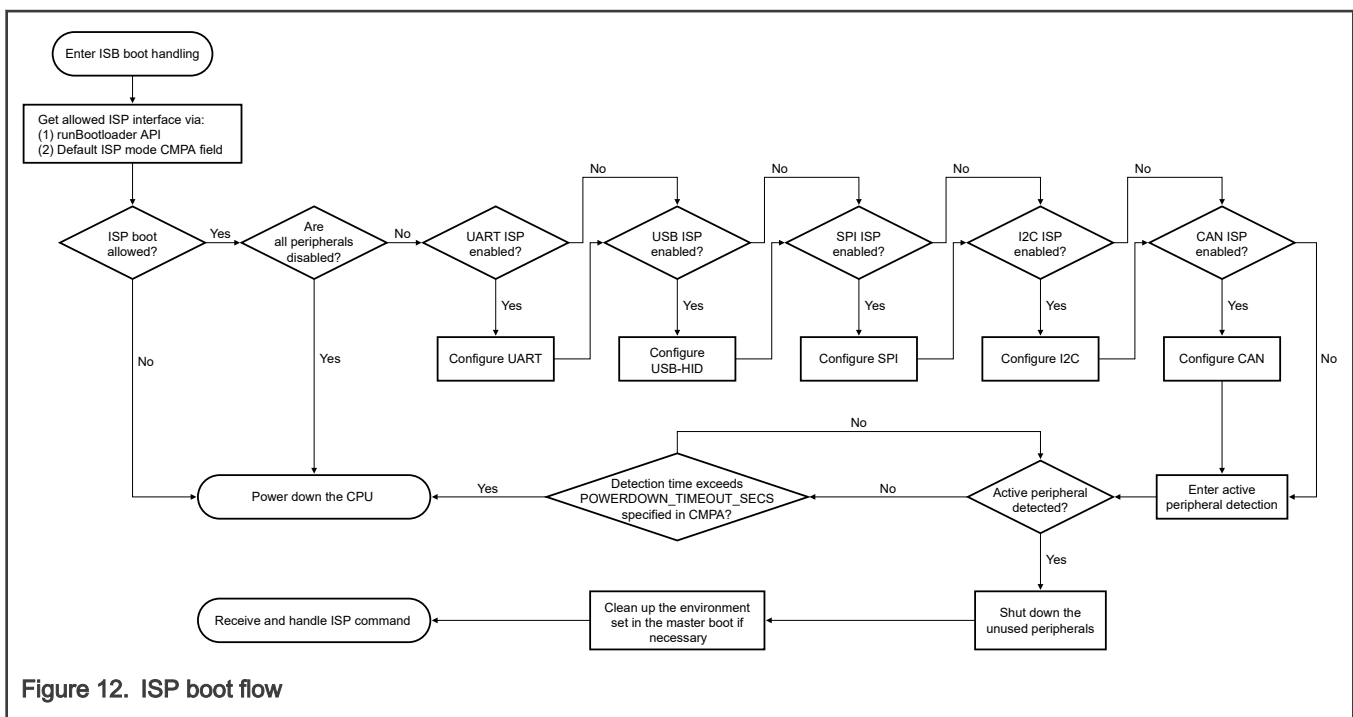 Enter ISB boot handling
Get allowed ISP interface via:
(1) runBootloader API
(2) Default ISP mode CMPA field
No
No
No
No
ISP boot
allowed?
Yes
Are
all peripherals
disabled?
No
UART ISP
enabled?
USB ISP
enabled?
SPI ISP
enabled?
I2C ISP
enabled?
CAN ISP
enabled?
No
Yes
Yes
Yes
Yes
Yes
Yes
No
Configure UART
Configure
USB-HID
Configure SPI
Configure I2C
Configure CAN
No
Power down the CPU
Yes
Detection time exceeds
POWERDOWN_TIMEOUT_SECS
specified in CMPA?
No
Active peripheral
detected?
Enter active
peripheral detection
Yes
Receive and handle ISP command
Clean up the environment
set in the master boot if
necessary
Shut down the
unused peripherals
Figure 12. ISP boot flow